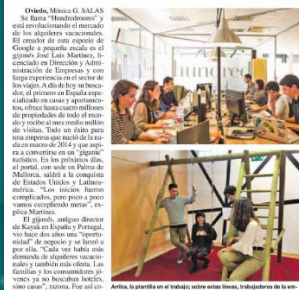 Oviedo, Mónica G. SALAS
Se llama "Hundredrooms" y
está revolucionando el mercado
de los alquileres vacacionales.
El creador de esta especie de
Google a pequeña escala es el
gijonés José Luis Martínez, li-
cenciado en Dirección y Admi-
nistración de Empresas y con
larga experiencia en el sector de
los viajes. A día de hoy su busca-
dor, el primero en España espe-
cializado en casas y apartamen-
tos, ofrece hasta cuatro millones
de propiedades de todo el mun-
do y recibe al mes medio millón
de visitas. Todo un éxito para
una empresa que nació de la na-
da en marzo de 2014 y que aspi-
ra a convertirse en un "gigante"
turístico. En los próximos días,
el portal, con sede en Palma de
Mallorca, saldrá a la conquista
de Estados Unidos y Latinoa-
mérica. "Los inicios fueron
complicados, pero poco a poco
vamos cumpliendo metas", ex-
plica Martínez.
El gijonés, antiguo director
de Kayak en España y Portugal,
vio hace dos años una "oportu-
nidad" de negocio y se lanzó a
por ella. "Cada vez había más
demanda de alquileres vacacio-
nales y también más oferta. Las
familias y los consumidores jó-
venes ya no buscaban hoteles,
sino casas", razona. Fue así co-
Arriba, la plantilla en el trabajo; sobre estas líneas, trabajadores de la em-